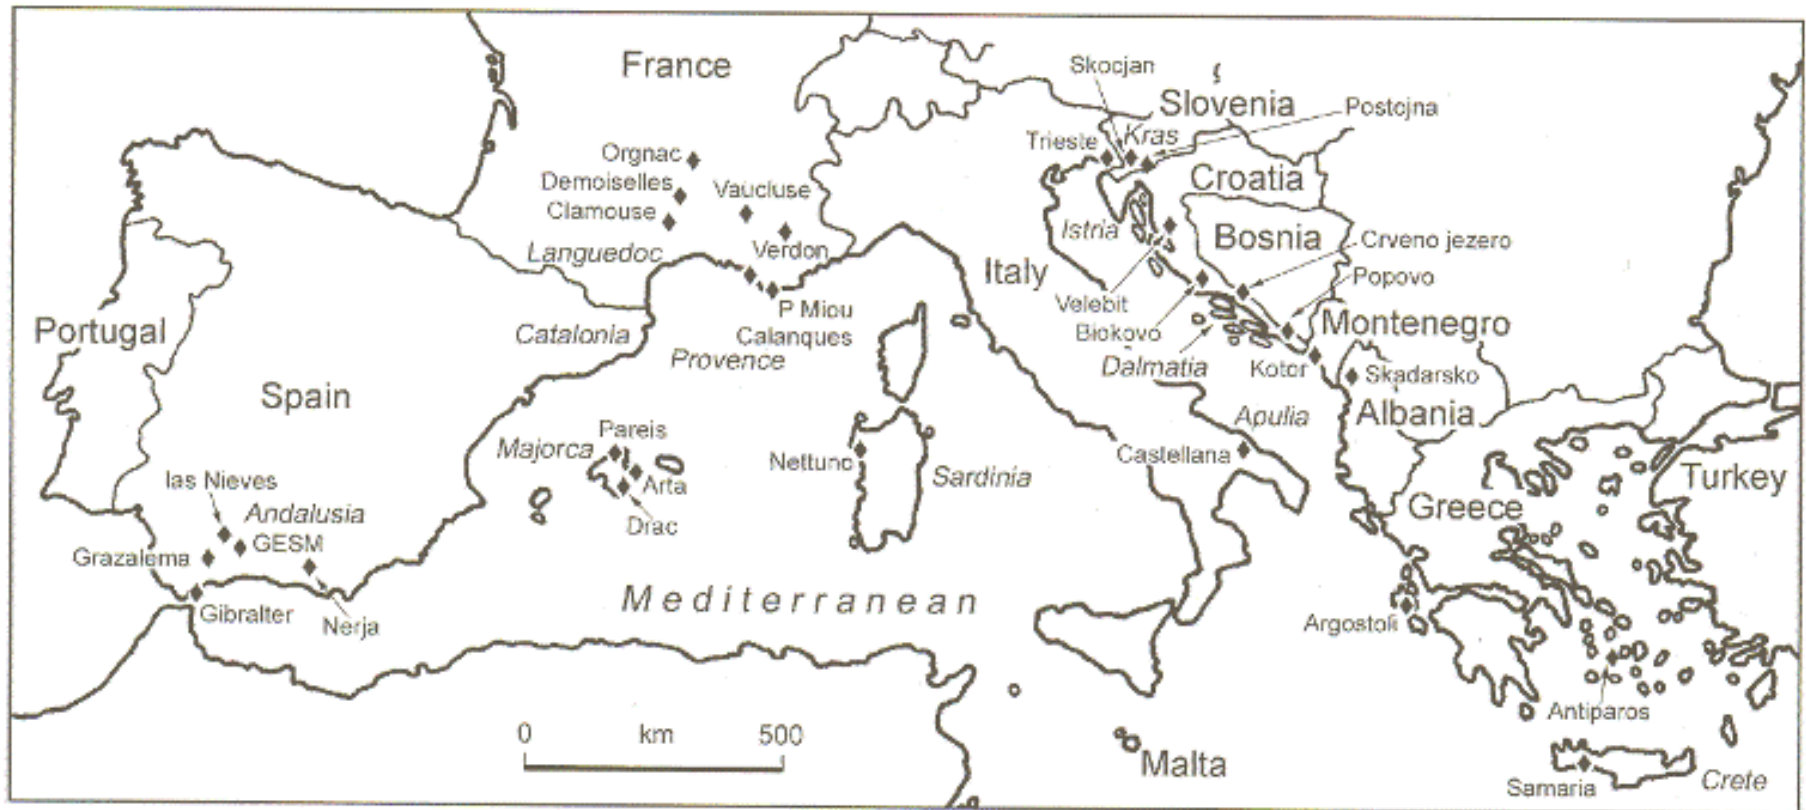 France
Skocjan
Slovenia
Postojna
Kras
Trieste
Orgnac
Demoiselles
Vaucluse
Clamouse
Croatia
Istria
Bosnia
Crveno jezero
Languedoc
Verdon
Italy
Popovo
Velebit
P Miou
Calanques
Biokovo
Montenegro
Portugal
Catalonia
Provence
Dalmatia
Kotor
Skadarsko
Spain
Albania
Apulia
Majorca
Pareis
Castellana
Nettuno
Sardinia
Arta
Turkey
las Nieves
Andalusia
Drac
Greece
GESM
Grazalema
Mediterranean
Gibralter
Nerja
Argostoli
Antiparos
0 km 500
Malta
Samaria
Crete